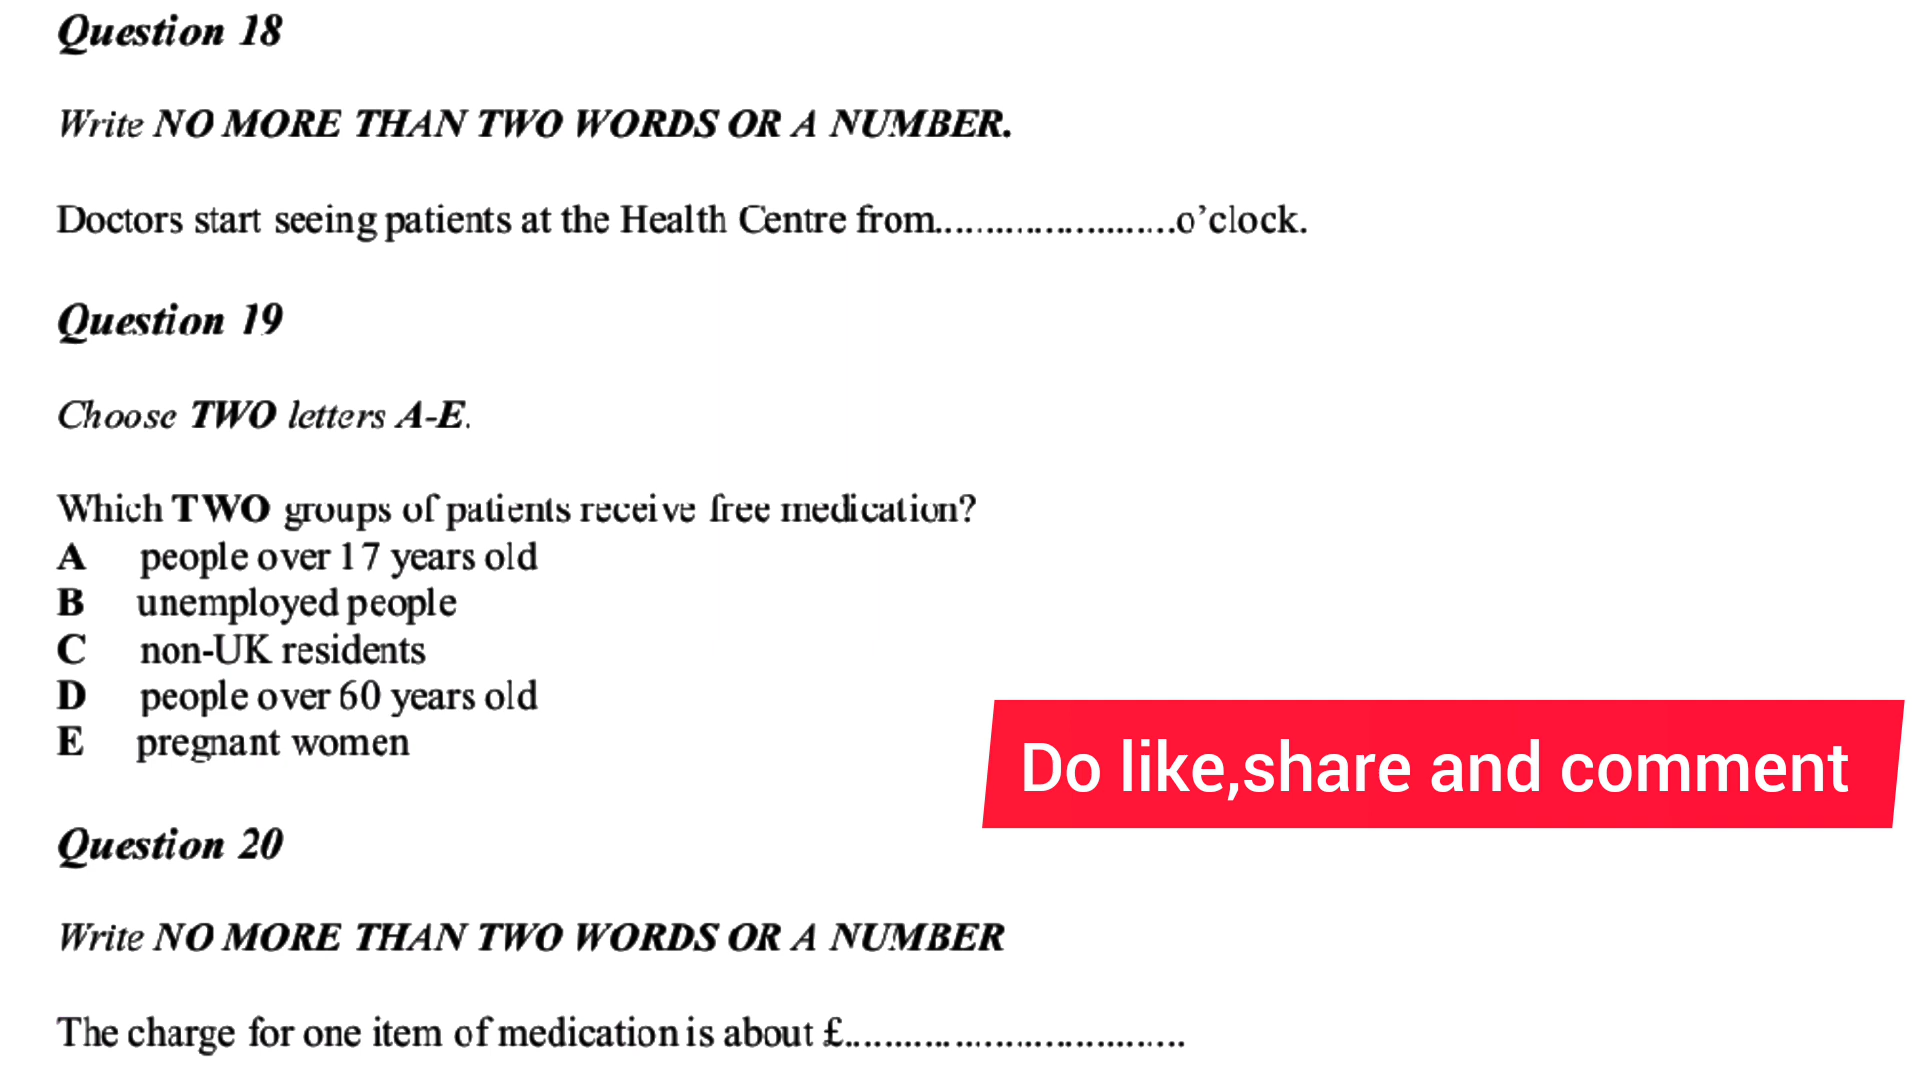 Question 18
Write NO MORE THAN TWO WORDS OR A NUMBER.
Doctors start seeing patients at the Health Centre from........................o’clock.
Question 19
Choose TWO letters A-E.
Which TWO groups of patients receive free medication?
A people over 17 years old
B unemployed people
C non-UK residents
D people over 60 years old
E pregnant women
Do like,share and comment
Question 20
Write NO MORE THAN TWO WORDS OR A NUMBER
The charge for one item of medication is about £..................................